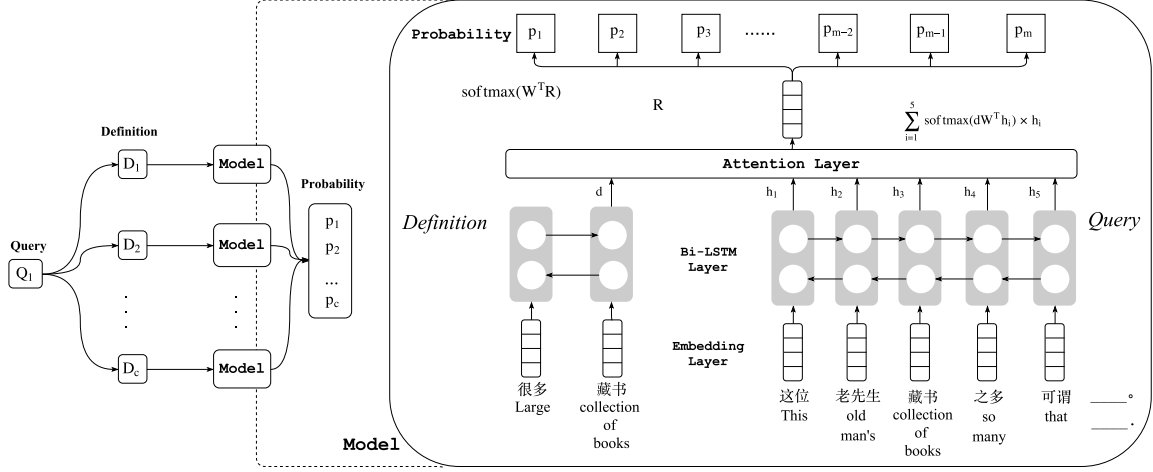 Definition
Query
Q1
D1
D2
Dc
Model
Model
Model
Probability
p1
p2
...
pc
Model
Probability
p1
p2
p3
......
pm−2
pm−1
pm
softmax(W^T R)
R
5
∑ softmax(dW^T hi) × hi
i=1
Attention Layer
d
h1
h2
h3
h4
h5
Definition
Query
Bi-LSTM
Layer
Embedding
Layer
很多
Large
藏书
collection
of
books
这位
This
老先生
old
man's
藏书
collection
of
books
之多
so
many
可谓
that
____。
____.